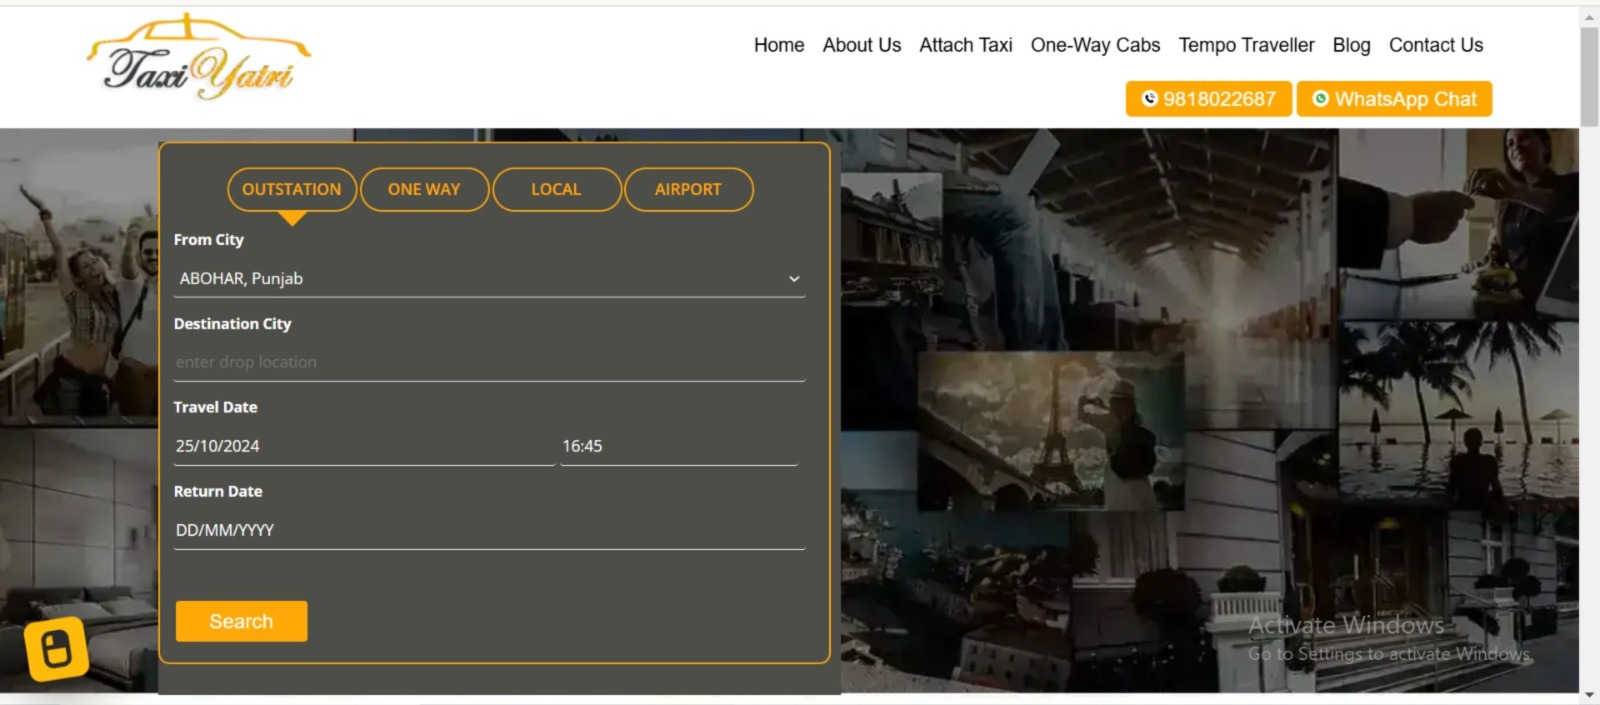 Taxi Yatri
Home About Us Attach Taxi One-Way Cabs Tempo Traveller Blog Contact Us
9818022687 WhatsApp Chat
OUTSTATION ONE WAY LOCAL AIRPORT
From City
ABOHAR, Punjab
Destination City
enter drop location
Travel Date
25/10/2024 16:45
Return Date
DD/MM/YYYY
Search
Activate Windows
Go to Settings to activate Windows.